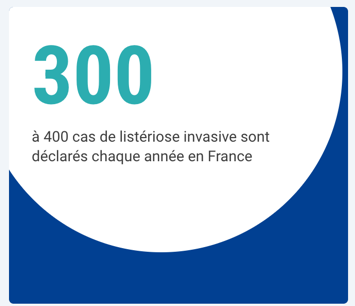 300
à 400 cas de listériose invasive sont
déclarés chaque année en France